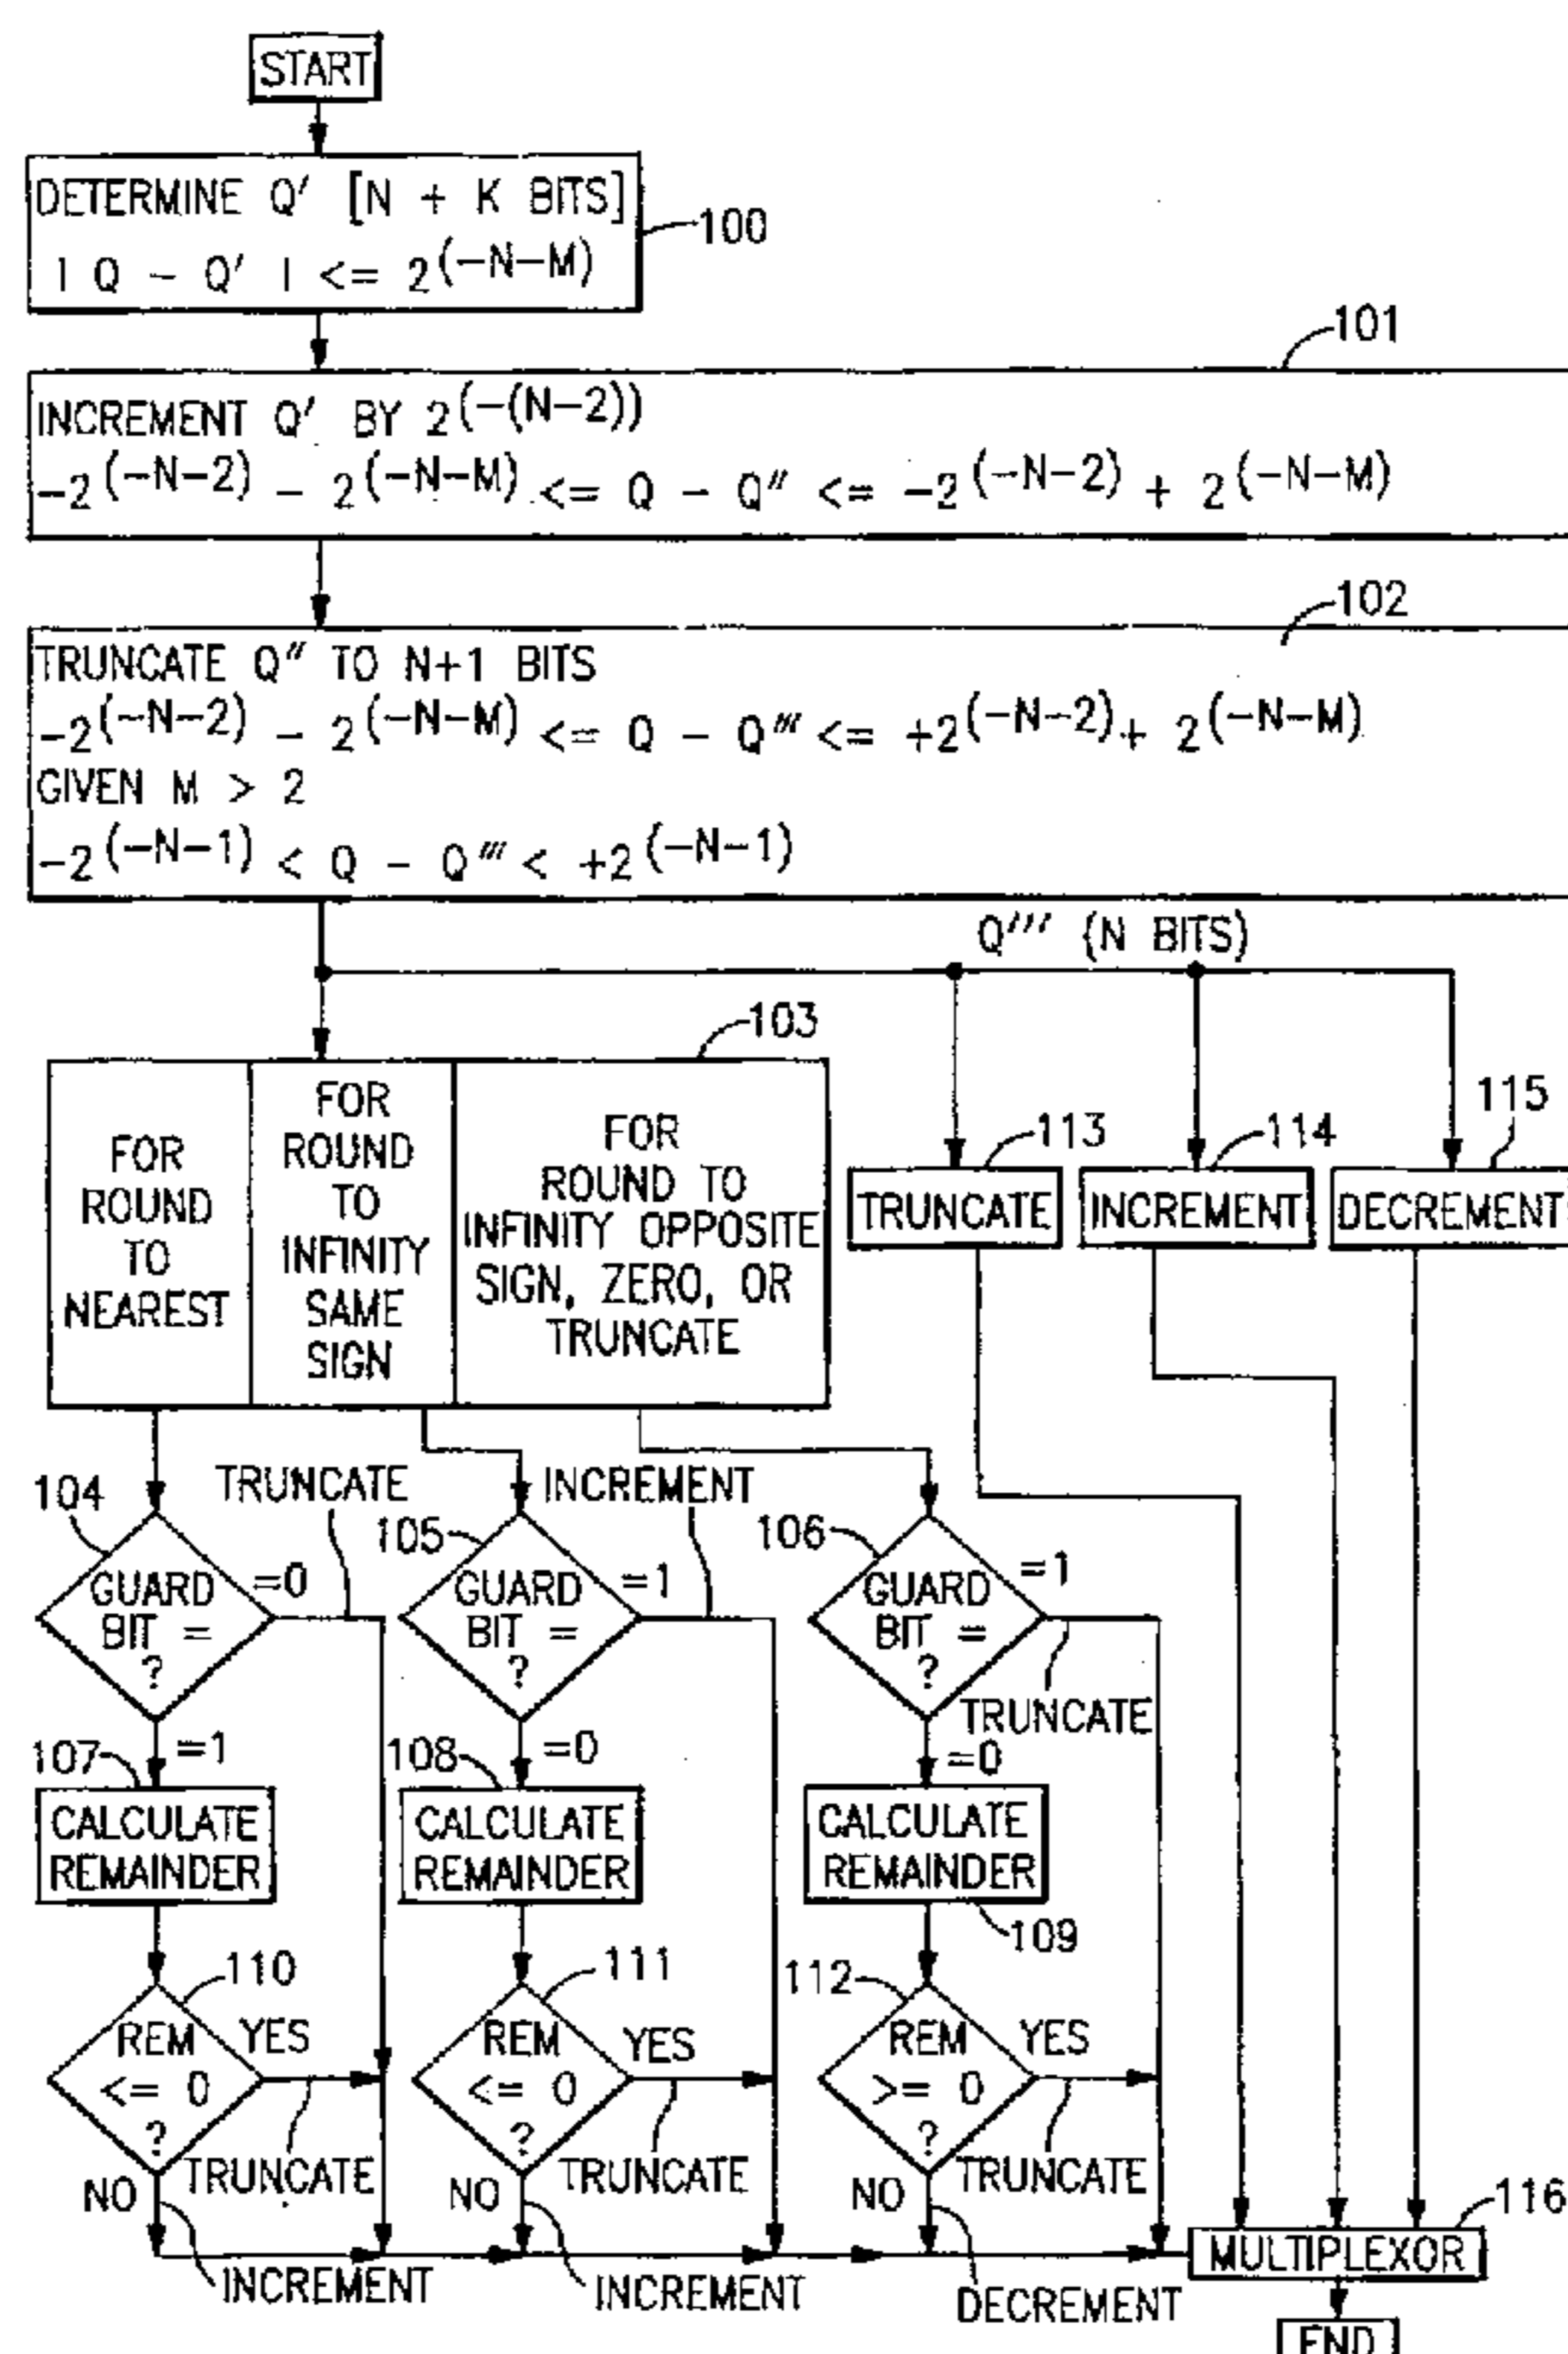 START
DETERMINE Q' [N + K BITS]
| Q - Q' | <= 2^(-N-M)
100
101
INCREMENT Q' BY 2^(-(N-2))
-2^(-N-2) - 2^(-N-M) <= Q - Q" <= -2^(-N-2) + 2^(-N-M)
102
TRUNCATE Q" TO N+1 BITS
-2^(-N-2) - 2^(-N-M) <= Q - Q''' <= +2^(-N-2) + 2^(-N-M)
GIVEN M > 2
-2^(-N-1) < Q - Q''' < +2^(-N-1)
Q''' (N BITS)
103
FOR
ROUND
TO
NEAREST
FOR
ROUND
TO
INFINITY
SAME
SIGN
FOR
ROUND TO
INFINITY OPPOSITE
SIGN, ZERO, OR
TRUNCATE
113
TRUNCATE
114
INCREMENT
115
DECREMENT
104
TRUNCATE
GUARD
BIT =
?
=0
=1
105
INCREMENT
GUARD
BIT =
?
=1
=0
106
GUARD
BIT =
?
=1
TRUNCATE
=0
107
CALCULATE
REMAINDER
108
CALCULATE
REMAINDER
CALCULATE
REMAINDER
109
110
REM
<= 0
?
YES
TRUNCATE
NO
INCREMENT
111
REM
<= 0
?
YES
TRUNCATE
NO
INCREMENT
112
REM
>= 0
?
YES
TRUNCATE
NO
DECREMENT
116
MULTIPLEXOR
END